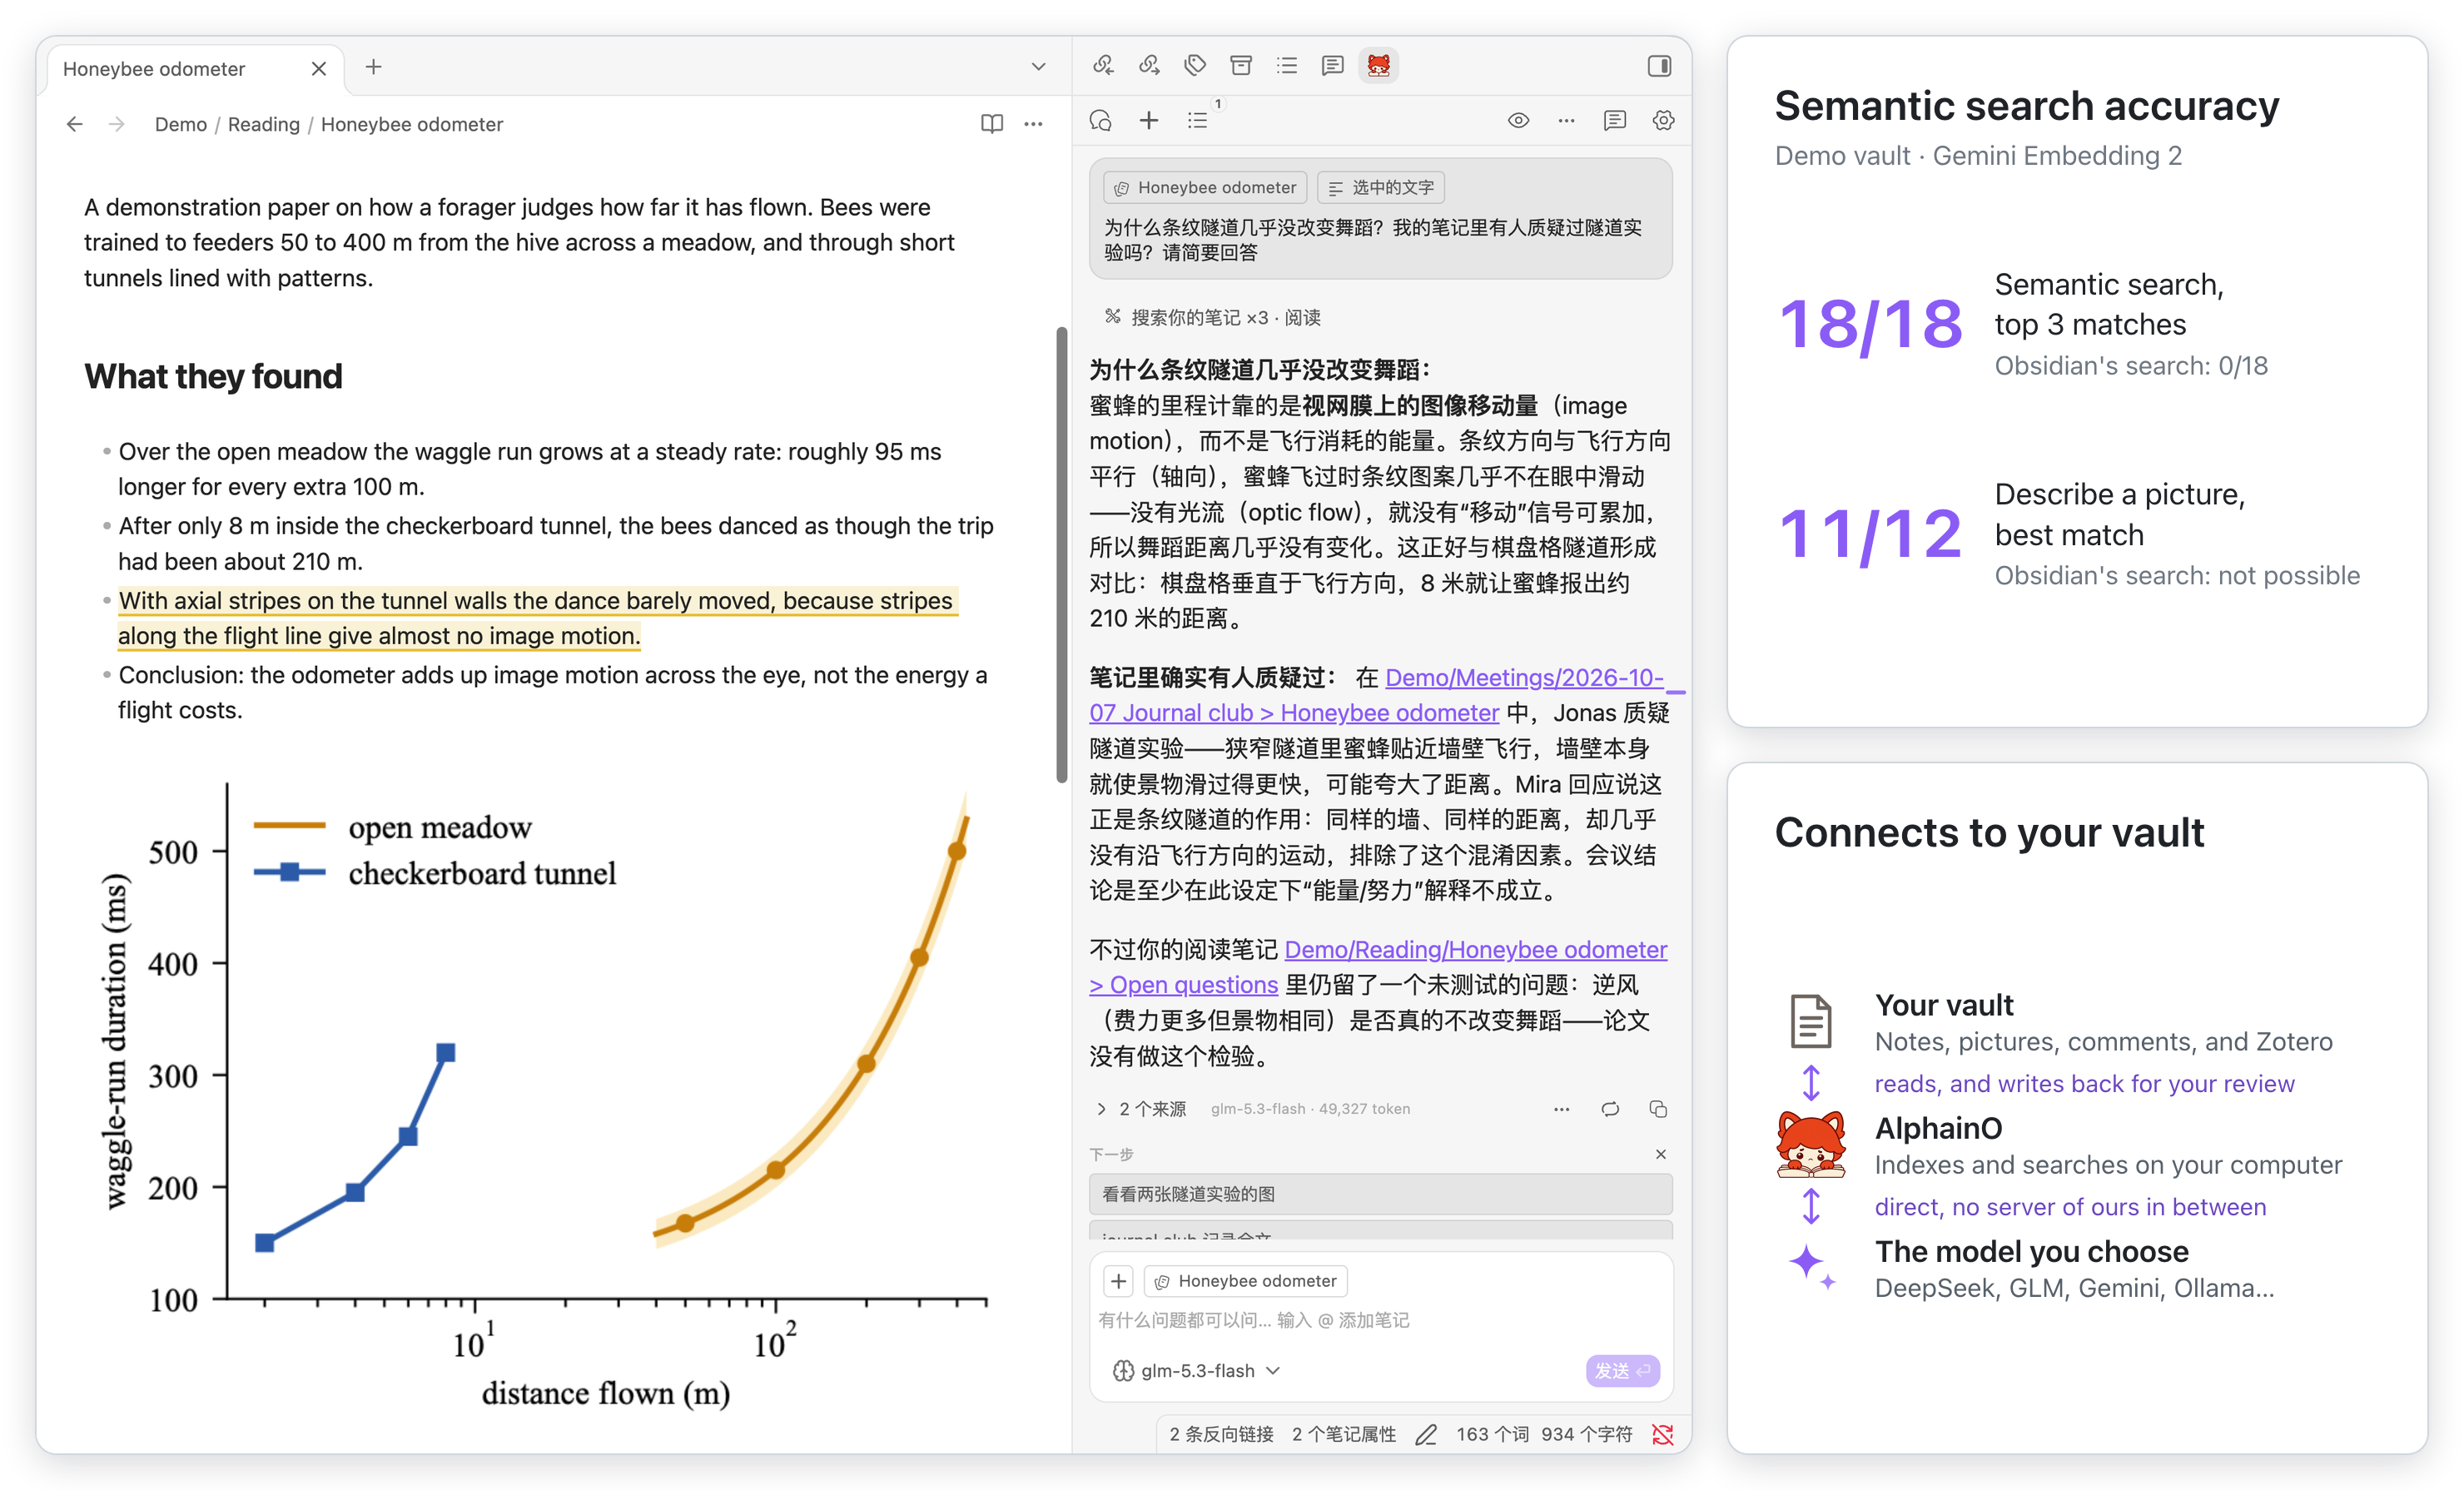 Honeybee odometer
Demo / Reading / Honeybee odometer
A demonstration paper on how a forager judges how far it has flown. Bees were
trained to feeders 50 to 400 m from the hive across a meadow, and through short
tunnels lined with patterns.
What they found
Over the open meadow the waggle run grows at a steady rate: roughly 95 ms
longer for every extra 100 m.
After only 8 m inside the checkerboard tunnel, the bees danced as though the trip
had been about 210 m.
With axial stripes on the tunnel walls the dance barely moved, because stripes
along the flight line give almost no image motion.
Conclusion: the odometer adds up image motion across the eye, not the energy a
flight costs.
open meadow
checkerboard tunnel
waggle-run duration (ms)
500
400
300
200
100
10¹
10²
distance flown (m)
1
Honeybee odometer
选中的文字
为什么条纹隧道几乎没改变舞蹈？我的笔记里有人质疑过隧道实
验吗？请简要回答
搜索你的笔记 ×3 · 阅读
为什么条纹隧道几乎没改变舞蹈：
蜜蜂的里程计靠的是视网膜上的图像移动量（image
motion），而不是飞行消耗的能量。条纹方向与飞行方向
平行（轴向），蜜蜂飞过时条纹图案几乎不在眼中滑动
——没有光流（optic flow），就没有“移动”信号可累加，
所以舞蹈距离几乎没有变化。这正好与棋盘格隧道形成
对比：棋盘格垂直于飞行方向，8 米就让蜜蜂报出约
210 米的距离。
笔记里确实有人质疑过： 在 Demo/Meetings/2026-10-
07 Journal club > Honeybee odometer 中，Jonas 质疑
隧道实验——狭窄隧道里蜜蜂贴近墙壁飞行，墙壁本身
就使景物滑过得更快，可能夸大了距离。Mira 回应说这
正是条纹隧道的作用：同样的墙、同样的距离，却几乎
没有沿飞行方向的运动，排除了这个混淆因素。会议结
论是至少在此设定下“能量/努力”解释不成立。
不过你的阅读笔记 Demo/Reading/Honeybee odometer
> Open questions 里仍留了一个未测试的问题：逆风
（费力更多但景物相同）是否真的不改变舞蹈——论文
没有做这个检验。
2 个来源
glm-5.3-flash · 49,327 token
下一步
看看两张隧道实验的图
journal club 记录全文
Honeybee odometer
有什么问题都可以问... 输入 @ 添加笔记
glm-5.3-flash
发送
2 条反向链接 2 个笔记属性 163 个词 934 个字符
Semantic search accuracy
Demo vault · Gemini Embedding 2
18/18
Semantic search,
top 3 matches
Obsidian's search: 0/18
11/12
Describe a picture,
best match
Obsidian's search: not possible
Connects to your vault
Your vault
Notes, pictures, comments, and Zotero
reads, and writes back for your review
AlphainO
Indexes and searches on your computer
direct, no server of ours in between
The model you choose
DeepSeek, GLM, Gemini, Ollama...